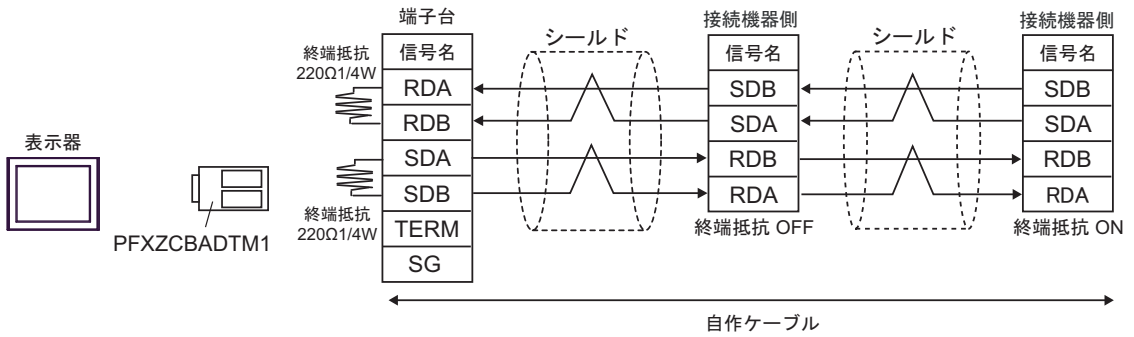 端子台
接続機器側
接続機器側
シールド
シールド
終端抵抗
220Ω1/4W
信号名
信号名
信号名
RDA
SDB
SDB
RDB
SDA
SDA
表示器
SDA
RDB
RDB
SDB
RDA
RDA
終端抵抗
220Ω1/4W
TERM
終端抵抗 OFF
終端抵抗 ON
PFXZCBADTM1
SG
自作ケーブル